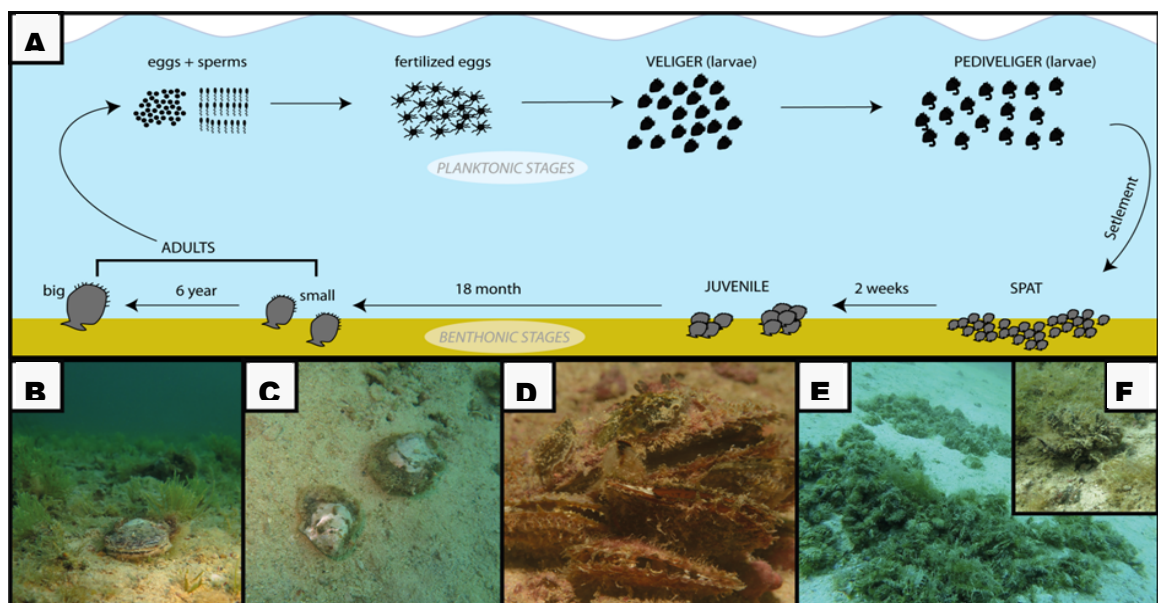 A
eggs + sperms
fertilized eggs
VELIGER (larvae)
PEDIVELIGER (larvae)
PLANKTONIC STAGES
Setlement
ADULTS
big
6 year
small
18 month
JUVENILE
2 weeks
SPAT
BENTHONIC STAGES
B
C
D
E
F